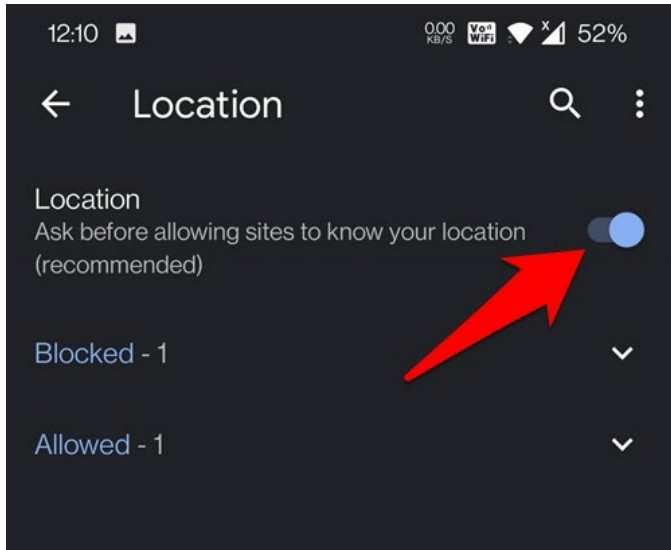 12:10 0.00 KB/S Vo» WiFi x 52%
Location
Location
Ask before allowing sites to know your location
(recommended)
Blocked - 1
Allowed - 1